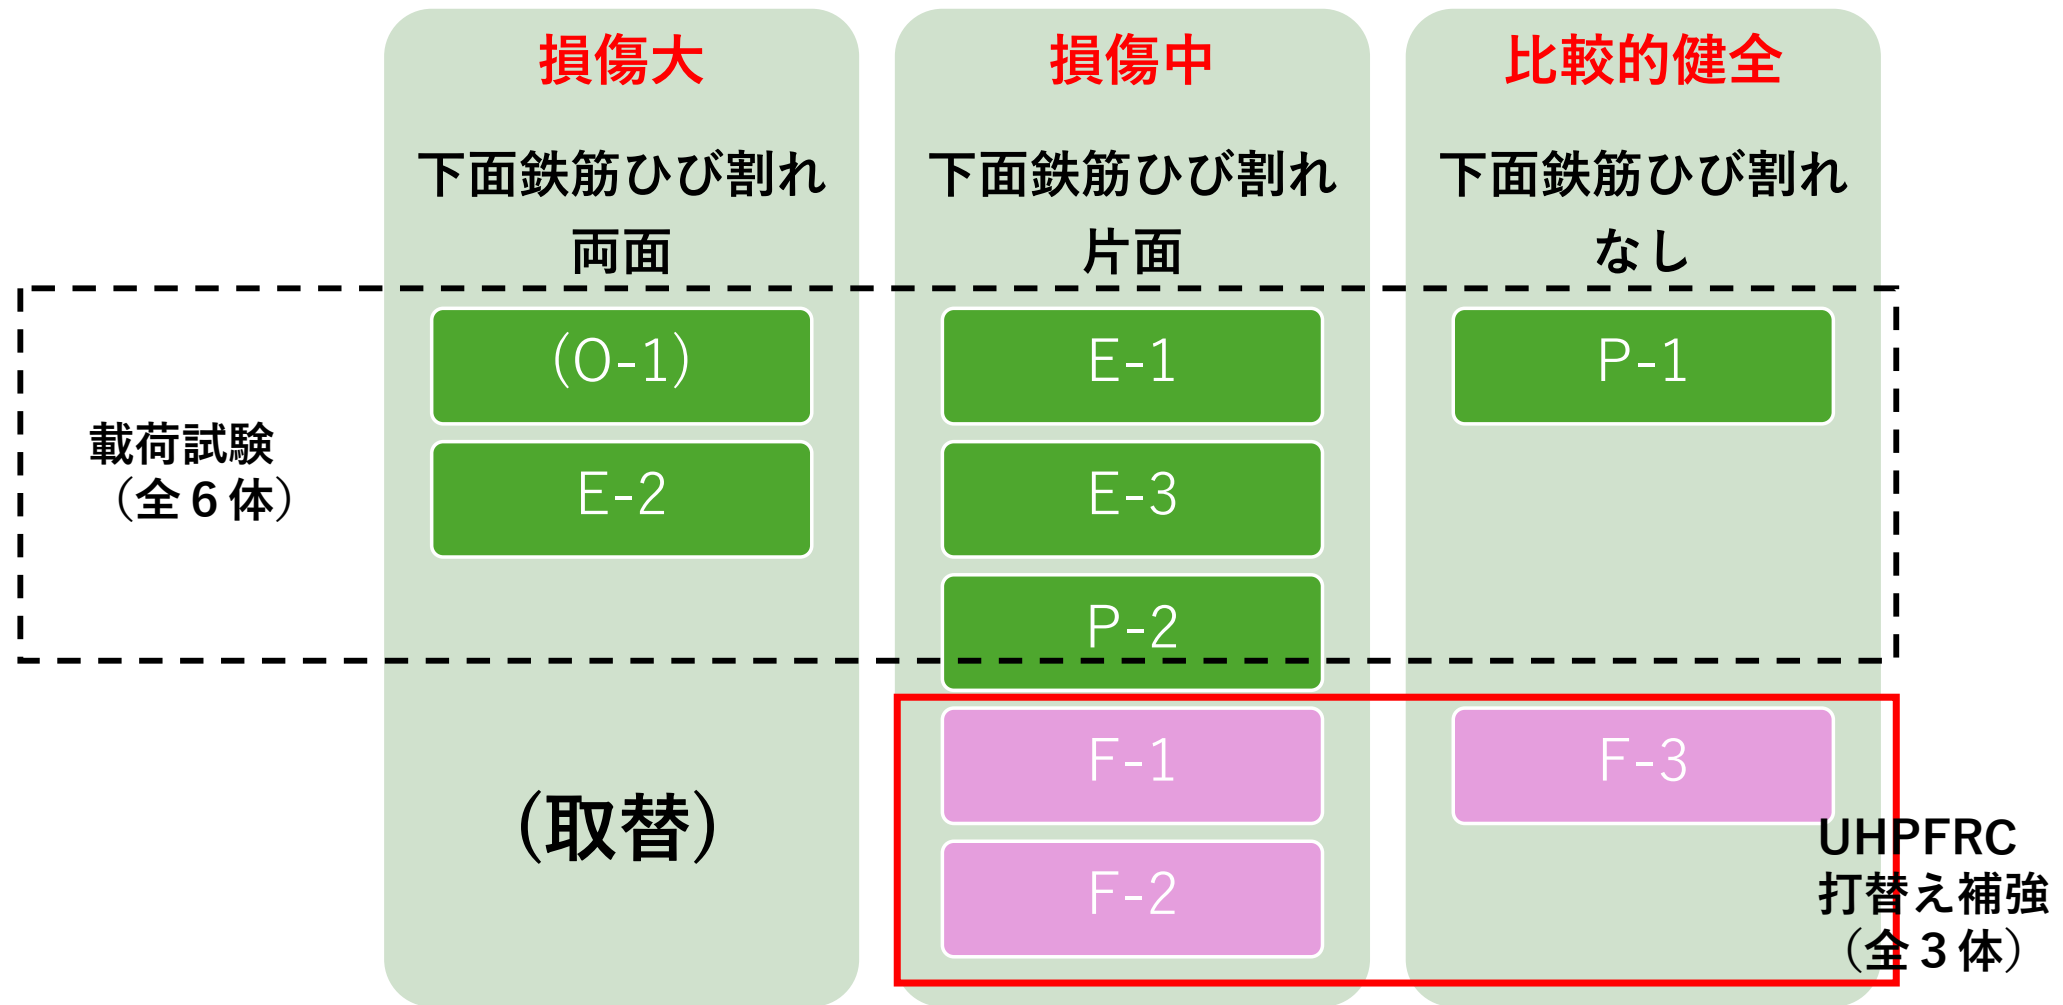 損傷大
下面鉄筋ひび割れ
両面
損傷中
下面鉄筋ひび割れ
片面
比較的健全
下面鉄筋ひび割れ
なし
載荷試験
（全６体）
(O-1)
E-2
E-1
E-3
P-2
P-1
(取替)
F-1
F-2
F-3
UHPFRC
打替え補強
（全３体）